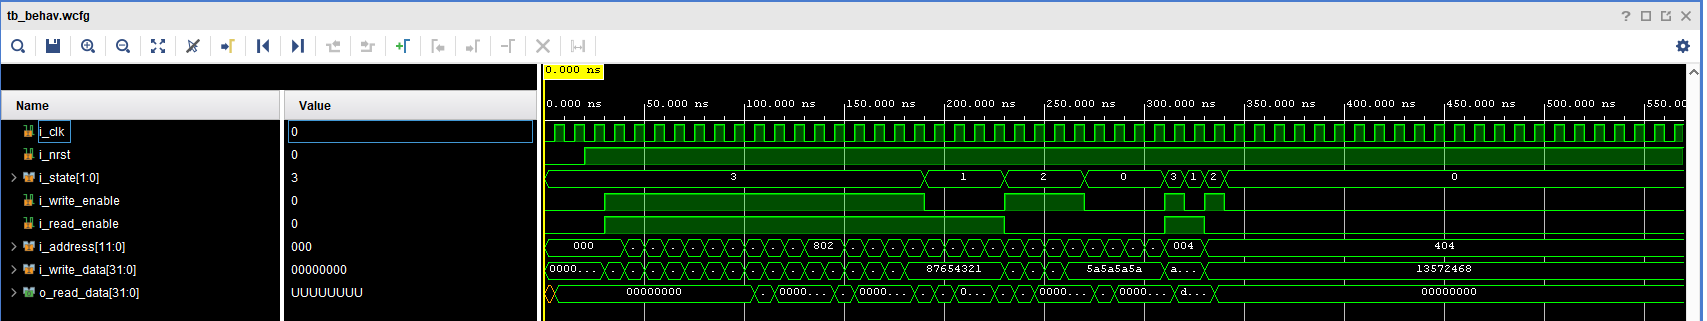 tb_behav.wcfg
0.000 ns
0.000 ns 50.000 ns 100.000 ns 150.000 ns 200.000 ns 250.000 ns 300.000 ns 350.000 ns 400.000 ns 450.000 ns 500.000 ns 550.0
Name Value
i_clk 0
i_nrst 0
i_state[1:0] 3 3 1 2 0 3 1 2 0
i_write_enable 0
i_read_enable 0
i_address[11:0] 000 000 . . . . . . . . . 802 . . . . . . . . . . . . . . . . 004 404
i_write_data[31:0] 00000000 0000... . . . . . . . . . . . . . . . 87654321 . . . 5a5a5a5a a... 13572468
o_read_data[31:0] UUUUUUUU 00000000 . 0000... . 0000... . . 0... . . 0000... . 0000... d... 00000000